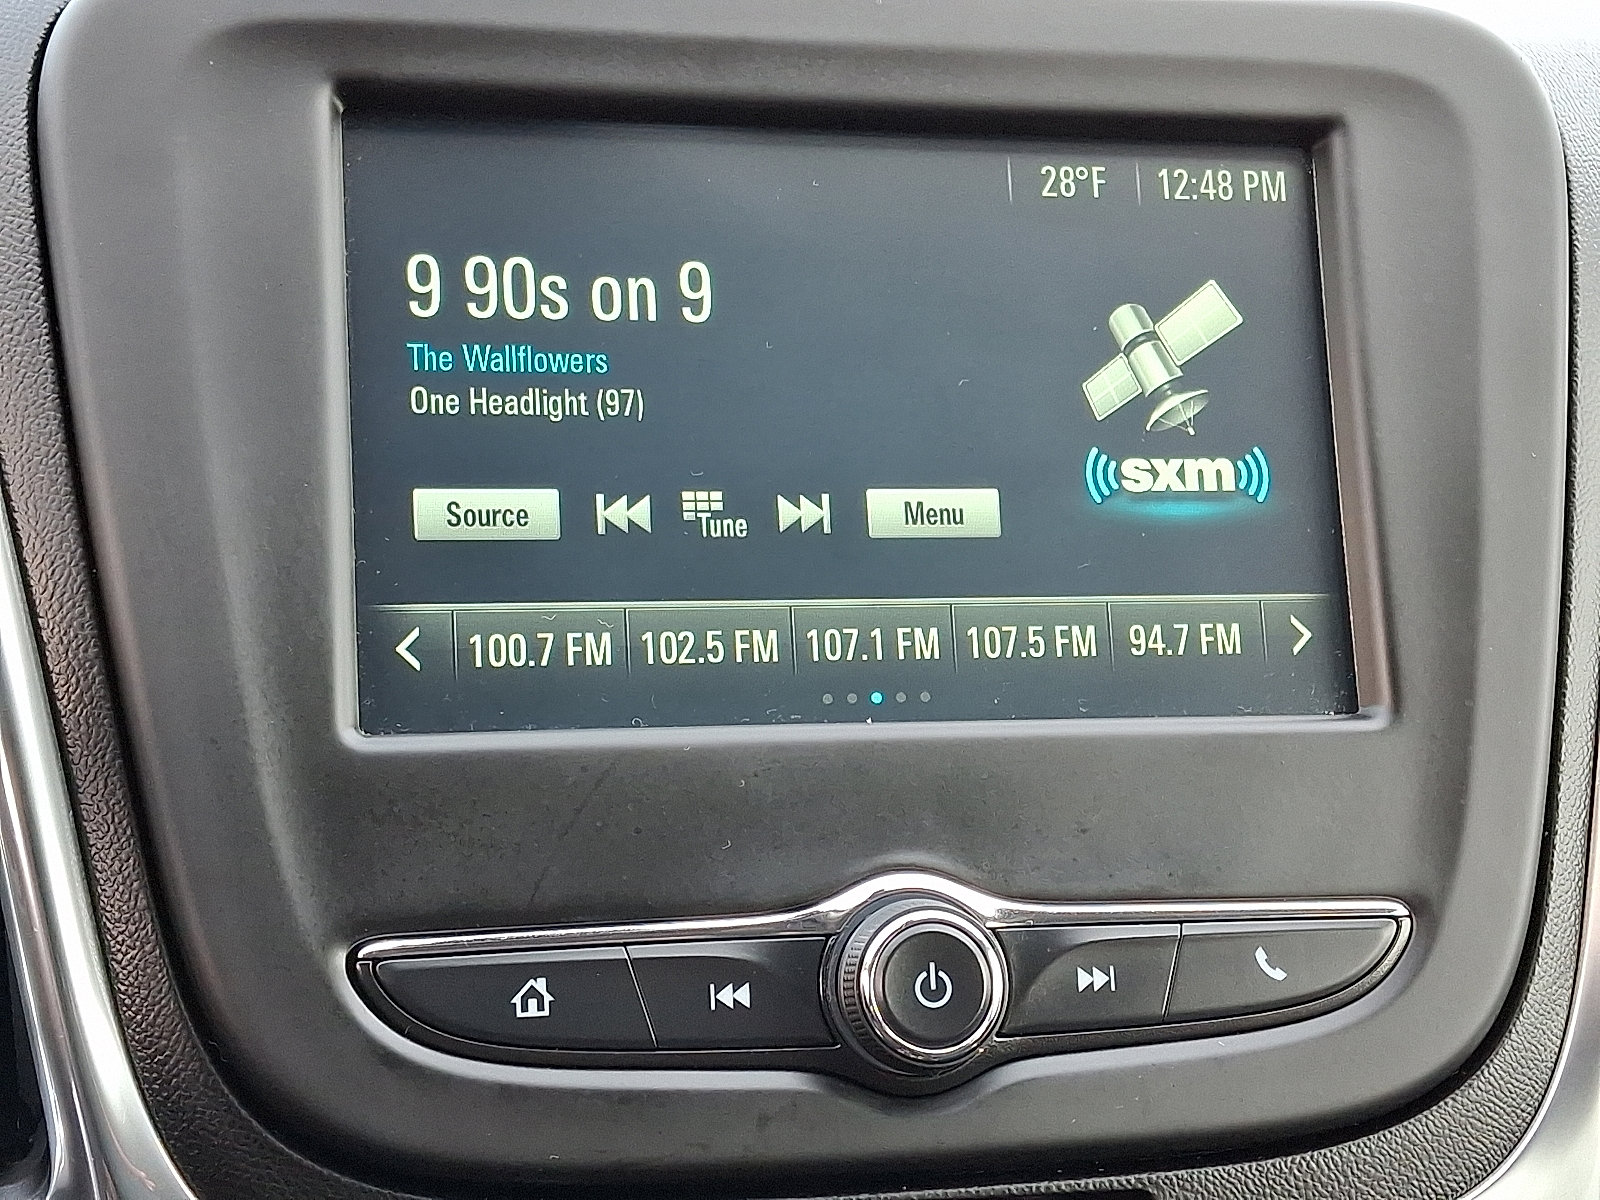 28°F 12:48 PM
9 90s on 9
The Wallflowers
One Headlight (97)
sxm
Source Tune Menu
100.7 FM 102.5 FM 107.1 FM 107.5 FM 94.7 FM